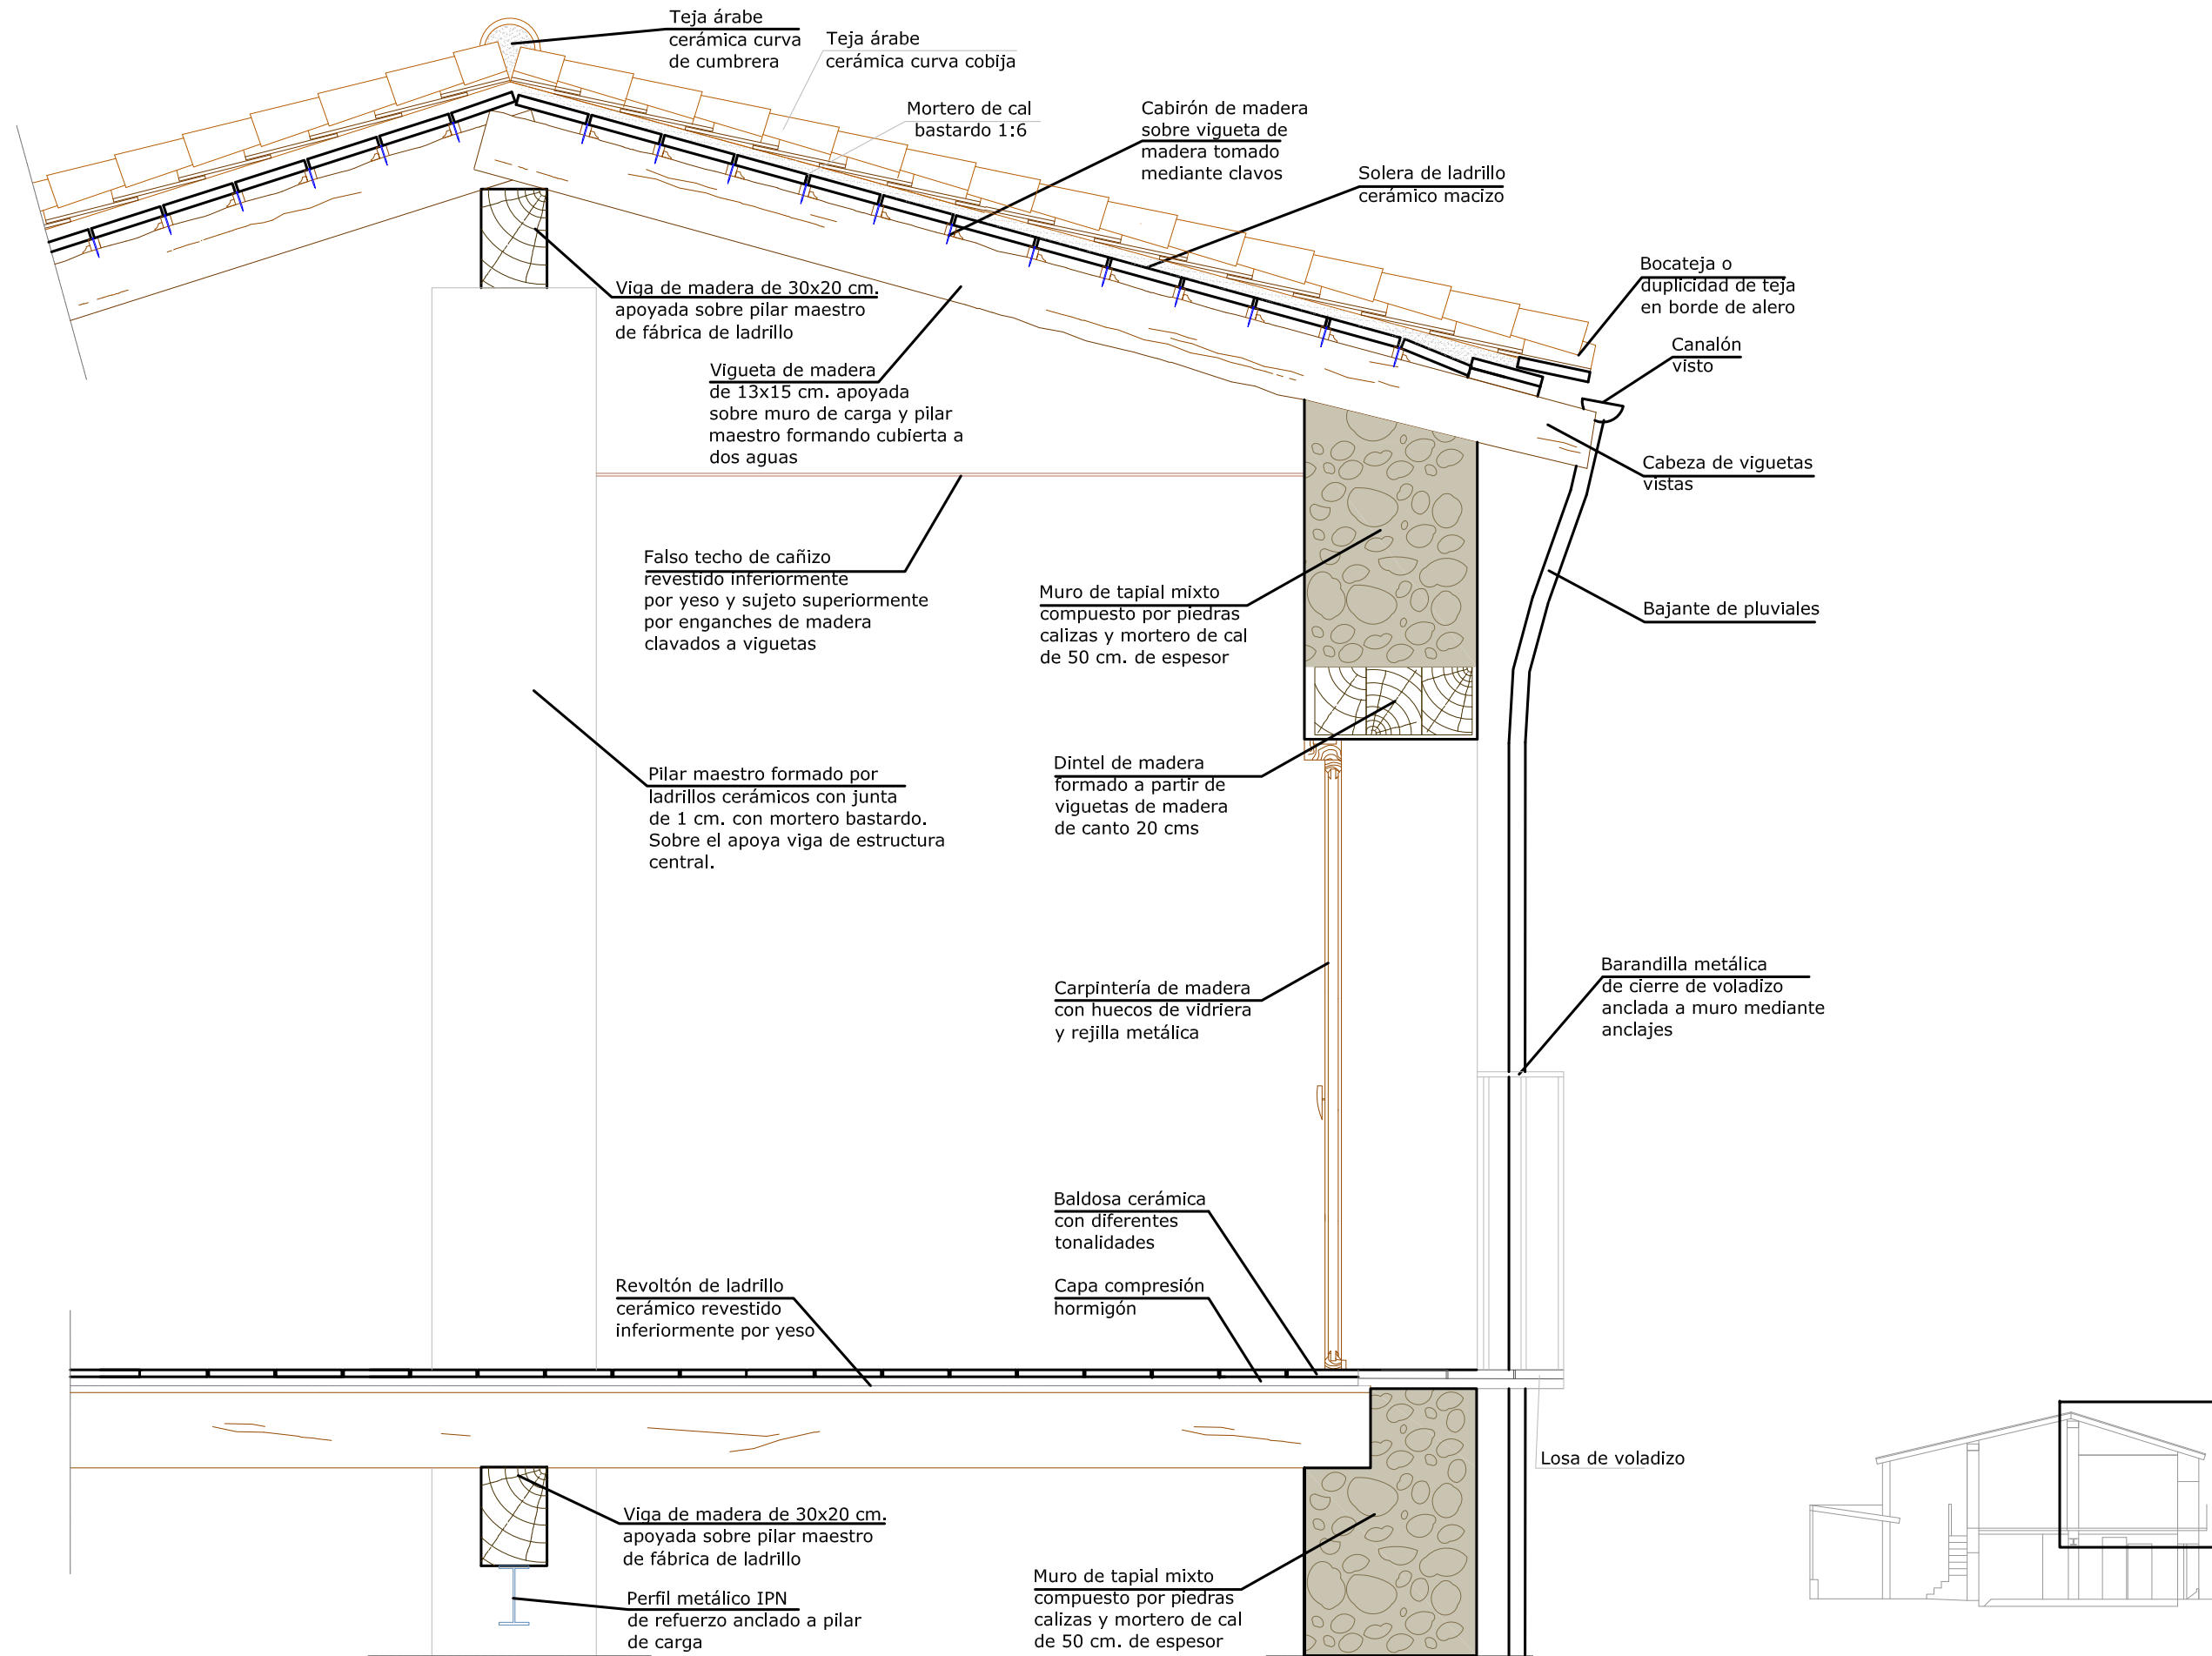 Teja árabe
cerámica curva
de cumbrera
Teja árabe
cerámica curva cobija
Mortero de cal
bastardo 1:6
Cabirón de madera
sobre vigueta de
madera tomado
mediante clavos
Solera de ladrillo
cerámico macizo
Bocateja o
duplicidad de teja
en borde de alero
Canalón
visto
Viga de madera de 30x20 cm.
apoyada sobre pilar maestro
de fábrica de ladrillo
Vigueta de madera
de 13x15 cm. apoyada
sobre muro de carga y pilar
maestro formando cubierta a
dos aguas
Cabeza de viguetas
vistas
Falso techo de cañizo
revestido inferiormente
por yeso y sujeto superiormente
por enganches de madera
clavados a viguetas
Muro de tapial mixto
compuesto por piedras
calizas y mortero de cal
de 50 cm. de espesor
Bajante de pluviales
Pilar maestro formado por
ladrillos cerámicos con junta
de 1 cm. con mortero bastardo.
Sobre el apoya viga de estructura
central.
Dintel de madera
formado a partir de
viguetas de madera
de canto 20 cms
Carpintería de madera
con huecos de vidriera
y rejilla metálica
Barandilla metálica
de cierre de voladizo
anclada a muro mediante
anclajes
Baldosa cerámica
con diferentes
tonalidades
Revoltón de ladrillo
cerámico revestido
inferiormente por yeso
Capa compresión
hormigón
Losa de voladizo
Viga de madera de 30x20 cm.
apoyada sobre pilar maestro
de fábrica de ladrillo
Perfil metálico IPN
de refuerzo anclado a pilar
de carga
Muro de tapial mixto
compuesto por piedras
calizas y mortero de cal
de 50 cm. de espesor